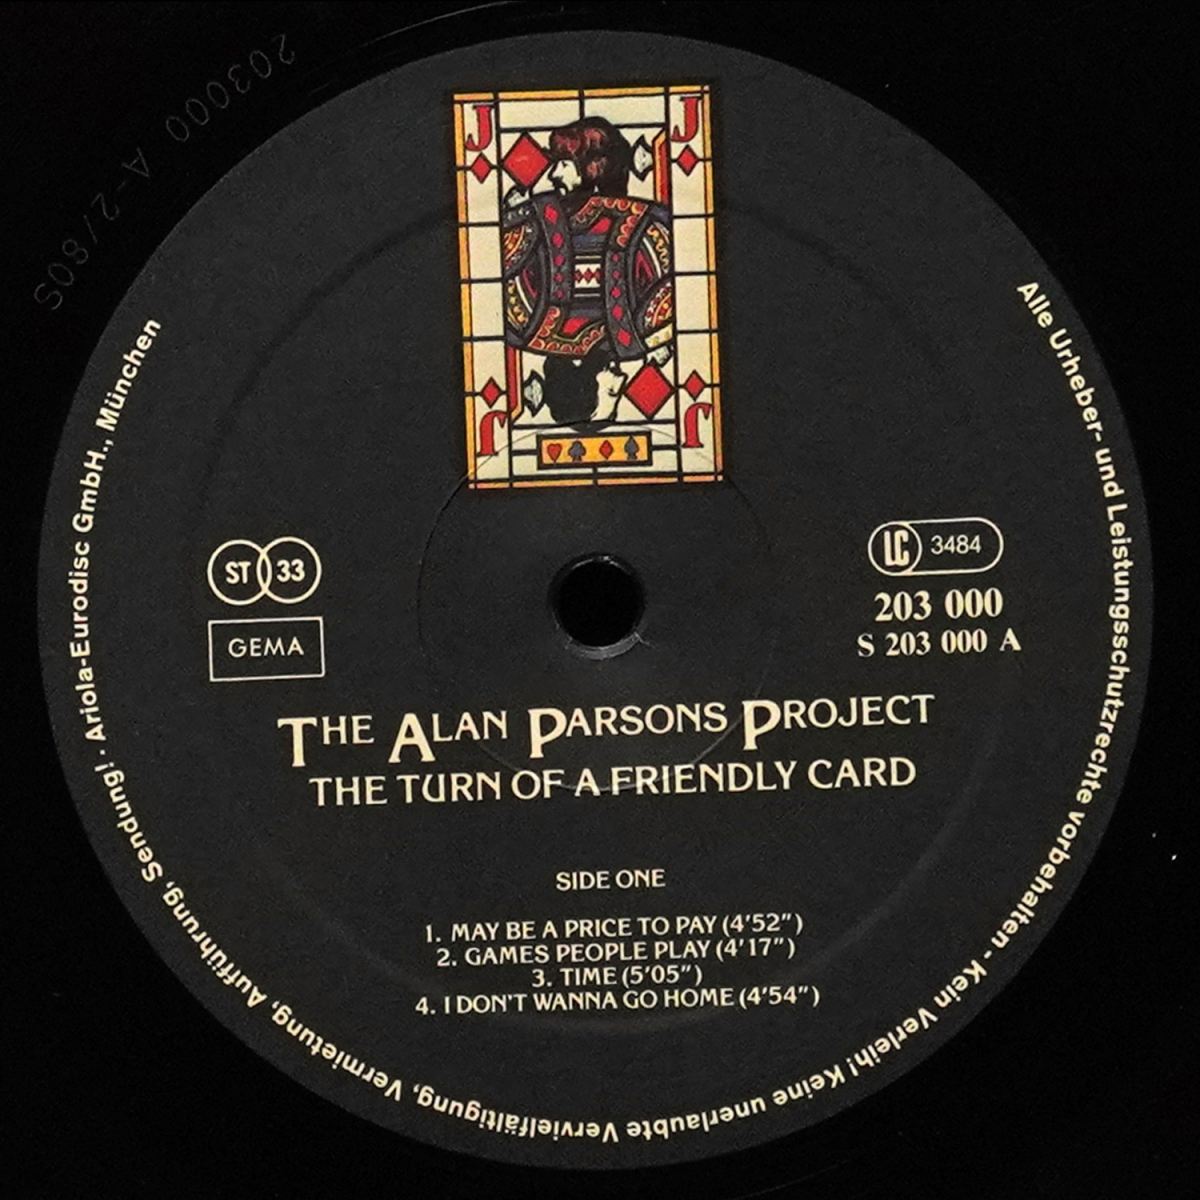 203000 A-2/80S
J J
J J
Alle Urheber- und Leistungsschutzrechte vorbehalten - Kein Verleih! Keine unerlaubte Vervielfältigung, Vermietung, Aufführung, Sendung! · Ariola-Eurodisc GmbH., München
ST 33
GEMA
LC 3484
203 000
S 203 000 A
THE ALAN PARSONS PROJECT
THE TURN OF A FRIENDLY CARD
SIDE ONE
1. MAY BE A PRICE TO PAY (4'52")
2. GAMES PEOPLE PLAY (4'17")
3. TIME (5'05")
4. I DON'T WANNA GO HOME (4'54")